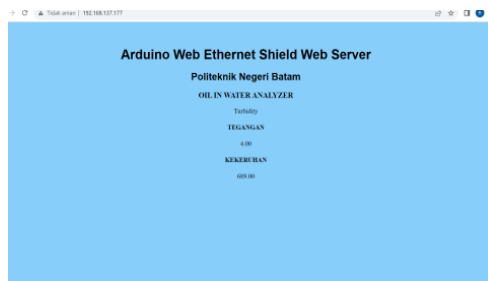 Tidak aman | 192.168.137.177
Arduino Web Ethernet Shield Web Server
Politeknik Negeri Batam
OIL IN WATER ANALYZER
Turbidity
TEGANGAN
4.00
KEKERUHAN
689.00